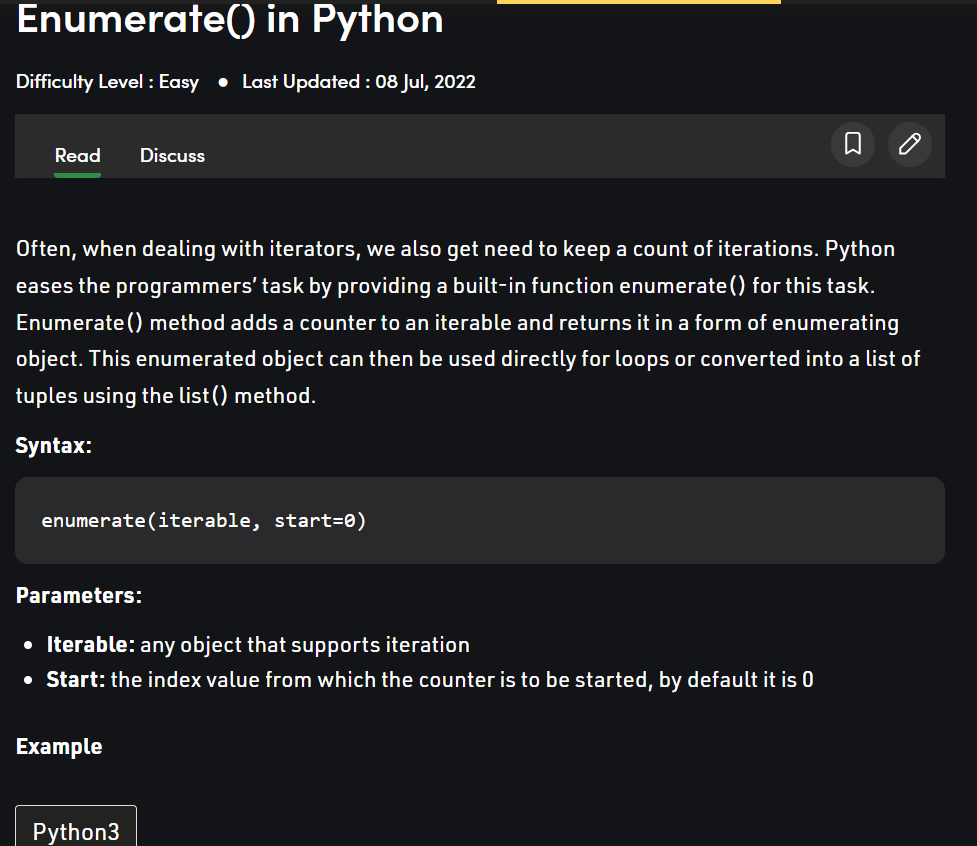 Enumerate() in Python
Difficulty Level : Easy ● Last Updated : 08 Jul, 2022
Read Discuss
Often, when dealing with iterators, we also get need to keep a count of iterations. Python
eases the programmers’ task by providing a built-in function enumerate() for this task.
Enumerate() method adds a counter to an iterable and returns it in a form of enumerating
object. This enumerated object can then be used directly for loops or converted into a list of
tuples using the list() method.
Syntax:
enumerate(iterable, start=0)
Parameters:
• Iterable: any object that supports iteration
• Start: the index value from which the counter is to be started, by default it is 0
Example
Python3